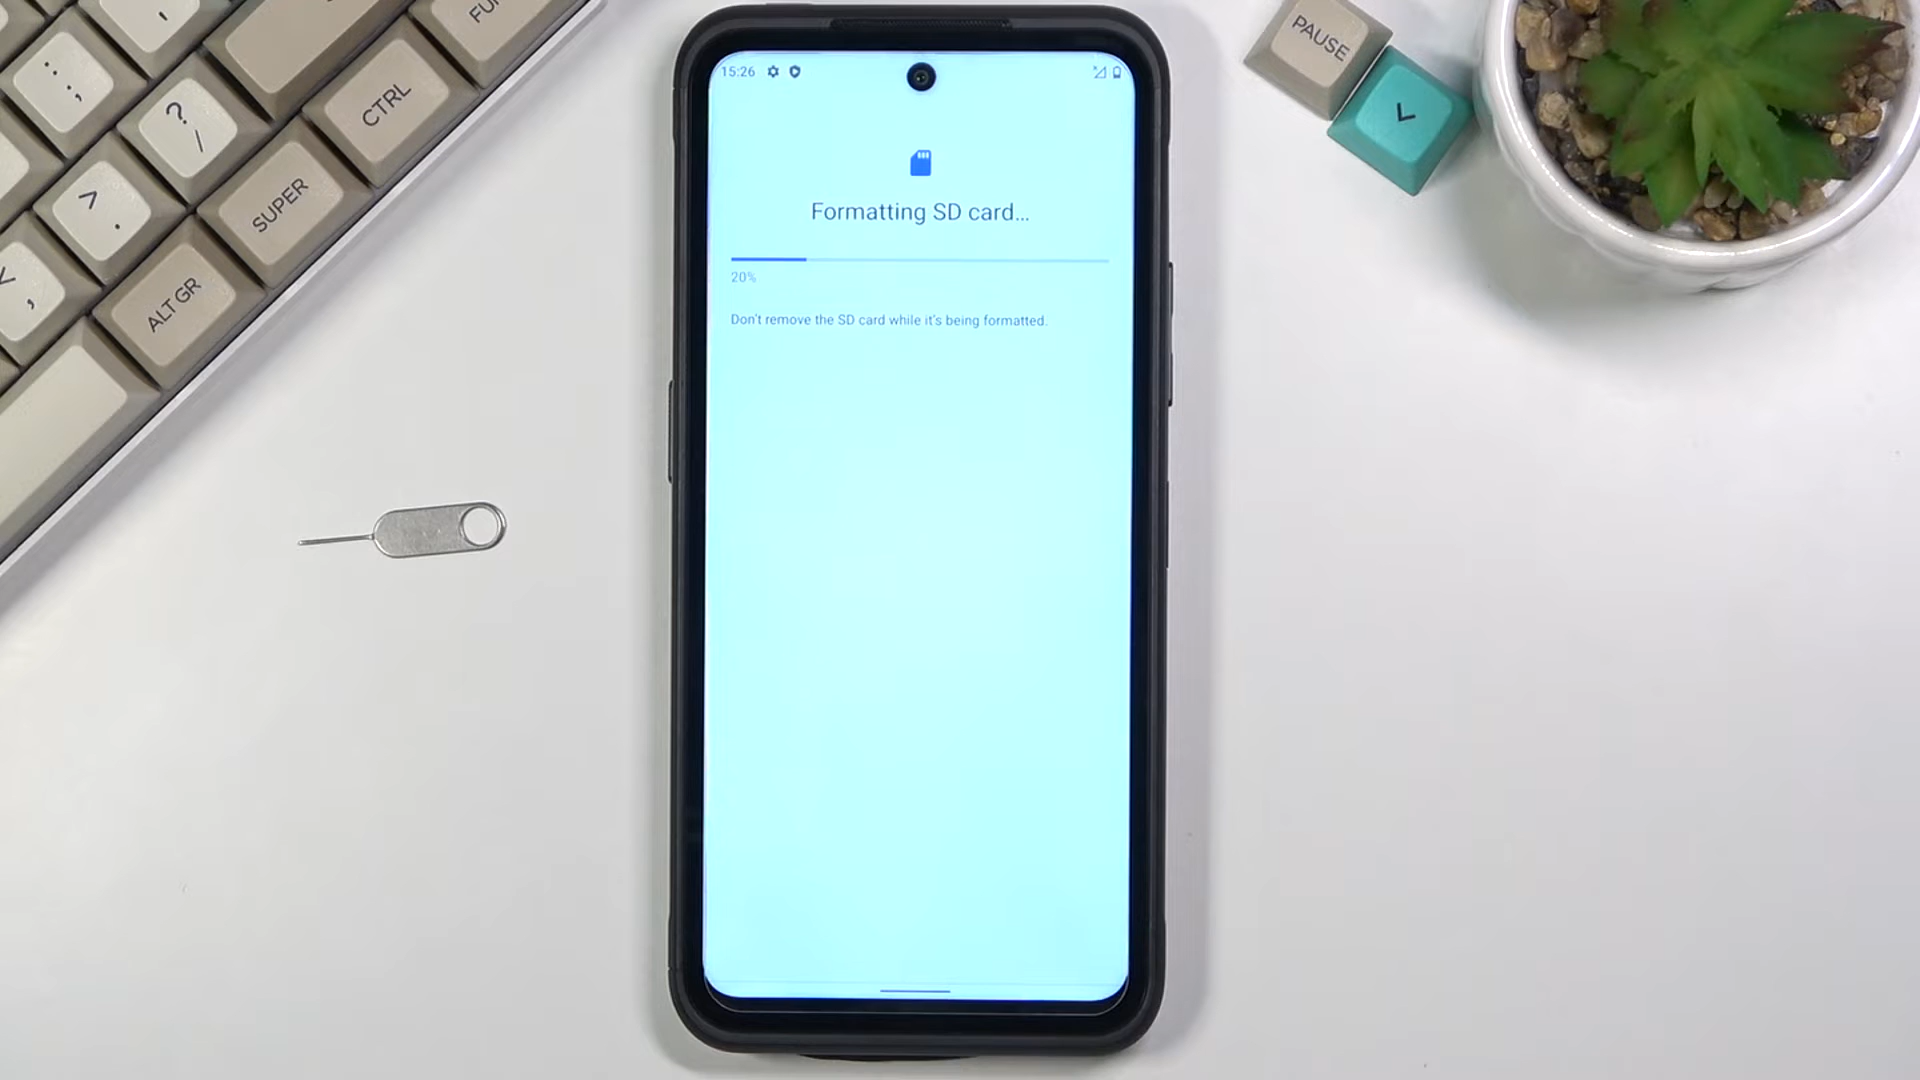 15:26
Formatting SD card...
20%
Don't remove the SD card while it's being formatted.
PAUSE
CTRL
SUPER
ALT GR
? /
> .
; :
,